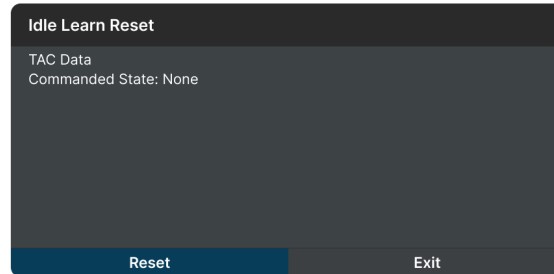 Idle Learn Reset
TAC Data
Commanded State: None
Reset
Exit